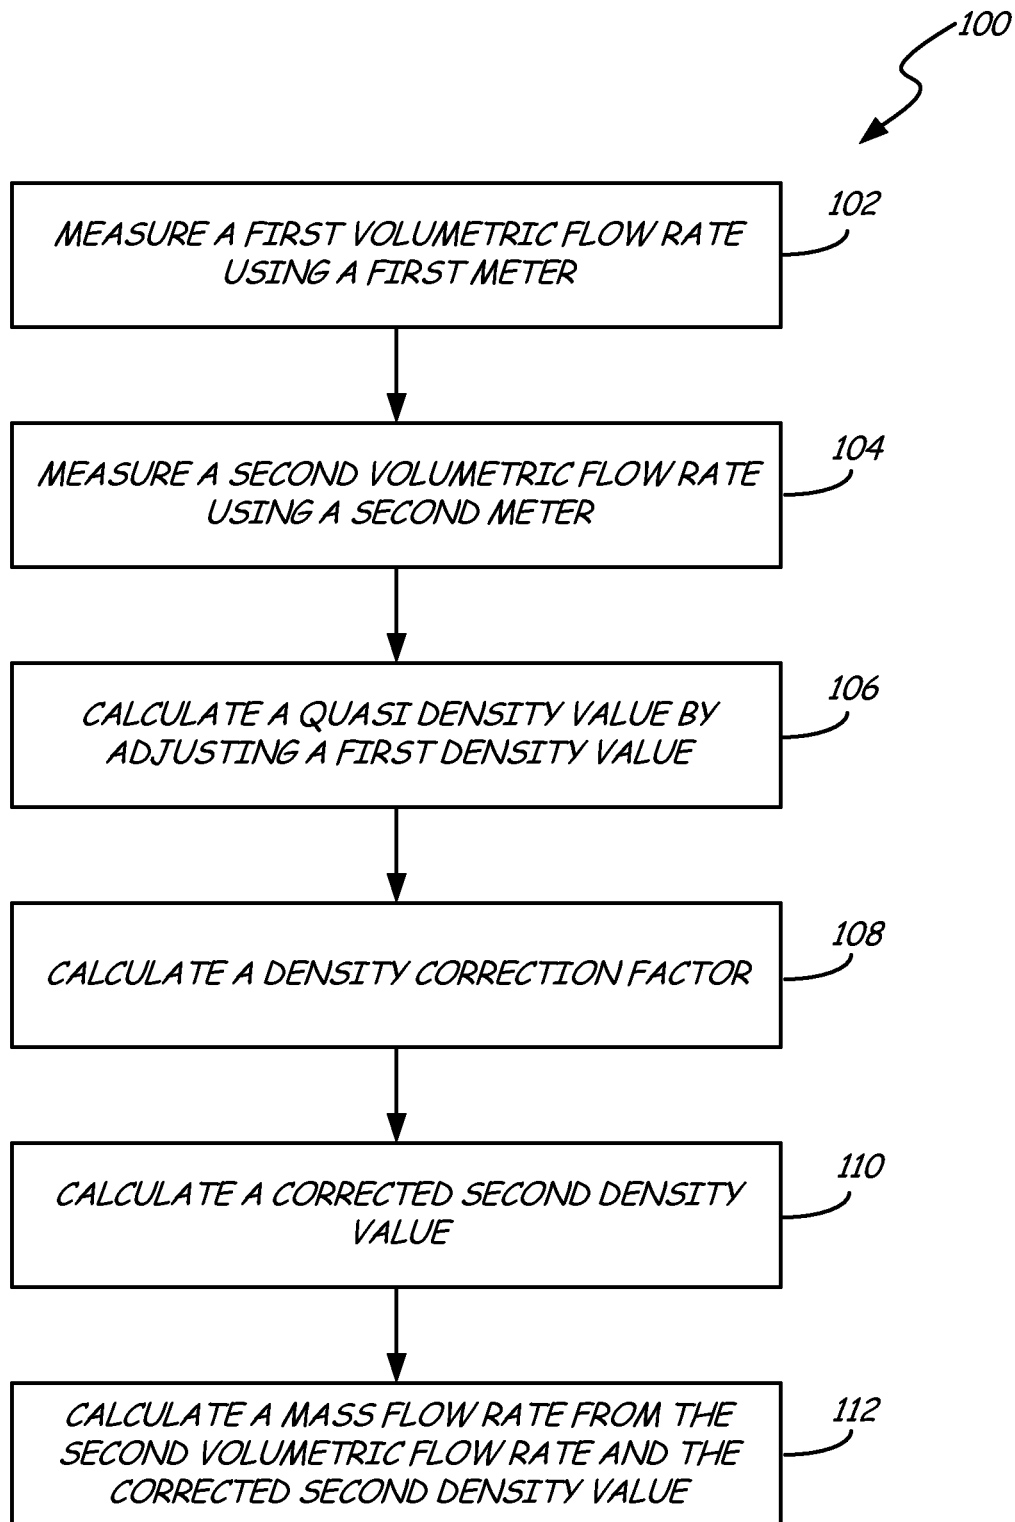 100
MEASURE A FIRST VOLUMETRIC FLOW RATE
USING A FIRST METER
102
MEASURE A SECOND VOLUMETRIC FLOW RATE
USING A SECOND METER
104
CALCULATE A QUASI DENSITY VALUE BY
ADJUSTING A FIRST DENSITY VALUE
106
CALCULATE A DENSITY CORRECTION FACTOR
108
CALCULATE A CORRECTED SECOND DENSITY
VALUE
110
CALCULATE A MASS FLOW RATE FROM THE
SECOND VOLUMETRIC FLOW RATE AND THE
CORRECTED SECOND DENSITY VALUE
112